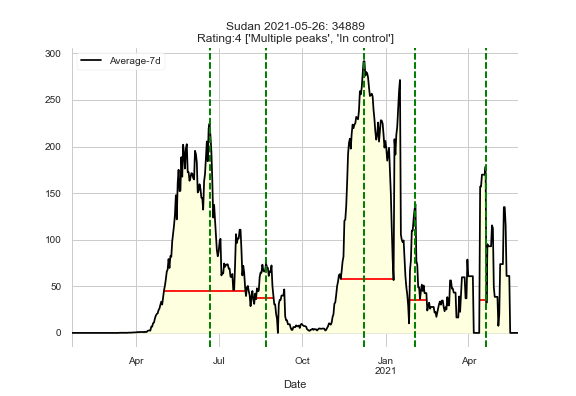 Sudan 2021-05-26: 34889
Rating:4 ['Multiple peaks', 'In control']
Average-7d
300
250
200
150
100
50
0
Apr
Jul
Oct
Jan
2021
Apr
Date